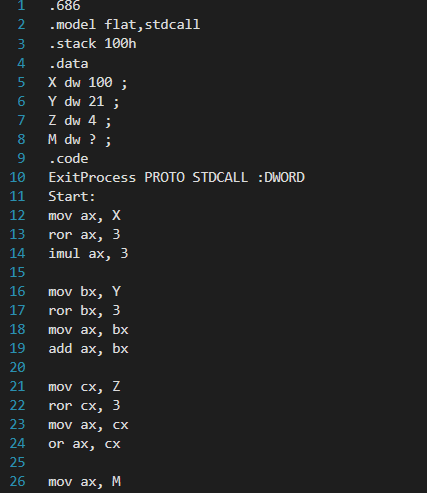 1 .686
2 .model flat,stdcall
3 .stack 100h
4 .data
5 X dw 100 ;
6 Y dw 21 ;
7 Z dw 4 ;
8 M dw ? ;
9 .code
10 ExitProcess PROTO STDCALL :DWORD
11 Start:
12 mov ax, X
13 ror ax, 3
14 imul ax, 3
15
16 mov bx, Y
17 ror bx, 3
18 mov ax, bx
19 add ax, bx
20
21 mov cx, Z
22 ror cx, 3
23 mov ax, cx
24 or ax, cx
25
26 mov ax, M